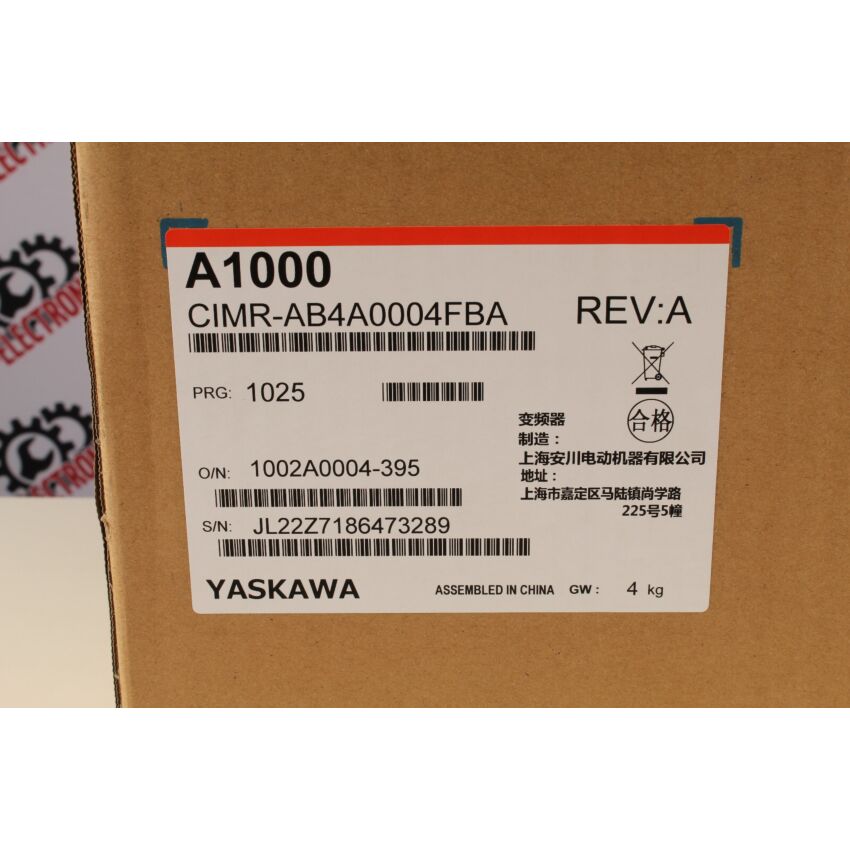 A1000
CIMR-AB4A0004FBA
REV:A
PRG: 1025
合格
变频器
制造：
上海安川电动机器有限公司
地址：
上海市嘉定区马陆镇尚学路
225号5幢
O/N: 1002A0004-395
S/N: JL22Z7186473289
YASKAWA
ASSEMBLED IN CHINA GW : 4 kg
ELECTRON